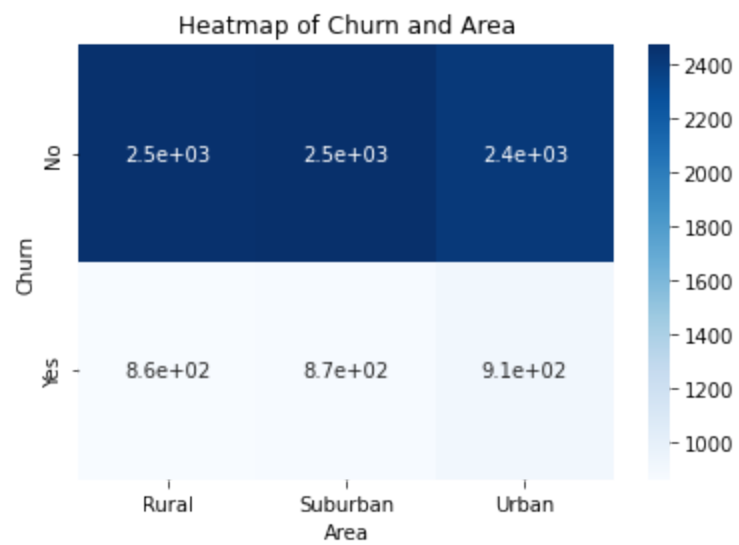 Heatmap of Churn and Area
2400
2200
2000
1800
1600
1400
1200
1000
No
2.5e+03 2.5e+03 2.4e+03
Churn
Yes
8.6e+02 8.7e+02 9.1e+02
Rural Suburban Urban
Area